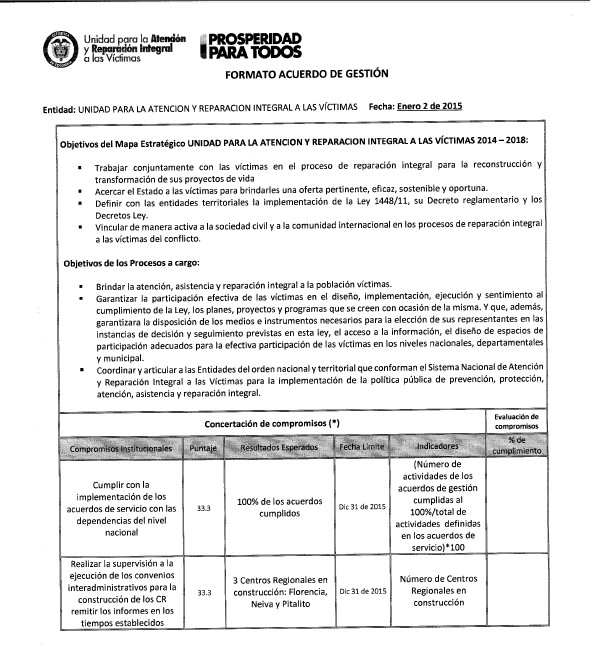 Unidad para la Atención
y Reparación Integral
a las Víctimas
PROSPERIDAD
PARA TODOS
FORMATO ACUERDO DE GESTIÓN
Entidad: UNIDAD PARA LA ATENCION Y REPARACION INTEGRAL A LAS VÍCTIMAS Fecha: Enero 2 de 2015
Objetivos del Mapa Estratégico UNIDAD PARA LA ATENCION Y REPARACION INTEGRAL A LAS VÍCTIMAS 2014 – 2018:
▪ Trabajar conjuntamente con las víctimas en el proceso de reparación integral para la reconstrucción y
transformación de sus proyectos de vida
▪ Acercar el Estado a las víctimas para brindarles una oferta pertinente, eficaz, sostenible y oportuna.
▪ Definir con las entidades territoriales la implementación de la Ley 1448/11, su Decreto reglamentario y los
Decretos Ley.
▪ Vincular de manera activa a la sociedad civil y a la comunidad internacional en los procesos de reparación integral
a las víctimas del conflicto.
Objetivos de los Procesos a cargo:
▪ Brindar la atención, asistencia y reparación integral a la población víctimas.
▪ Garantizar la participación efectiva de las víctimas en el diseño, implementación, ejecución y sentimiento al
cumplimiento de la Ley, los planes, proyectos y programas que se creen con ocasión de la misma. Y que, además,
garantizara la disposición de los medios e instrumentos necesarios para la elección de sus representantes en las
instancias de decisión y seguimiento previstas en esta ley, el acceso a la información, el diseño de espacios de
participación adecuados para la efectiva participación de las víctimas en los niveles nacionales, departamentales
y municipal.
▪ Coordinar y articular a las Entidades del orden nacional y territorial que conforman el Sistema Nacional de Atención
y Reparación Integral a las Víctimas para la implementación de la política pública de prevención, protección,
atención, asistencia y reparación integral.
Concertación de compromisos (*)
Evaluación de
compromisos
Compromisos Institucionales
Puntaje
Resultados Esperados
Fecha Limite
Indicadores
% de
cumplimiento
Cumplir con la
implementación de los
acuerdos de servicio con las
dependencias del nivel
nacional
33.3
100% de los acuerdos
cumplidos
Dic 31 de 2015
(Número de
actividades de los
acuerdos de gestión
cumplidas al
100%/total de
actividades definidas
en los acuerdos de
servicio)*100
Realizar la supervisión a la
ejecución de los convenios
interadministrativos para la
construcción de los CR
remitir los informes en los
tiempos establecidos
33.3
3 Centros Regionales en
construcción: Florencia,
Neiva y Pitalito
Dic 31 de 2015
Número de Centros
Regionales en
construcción